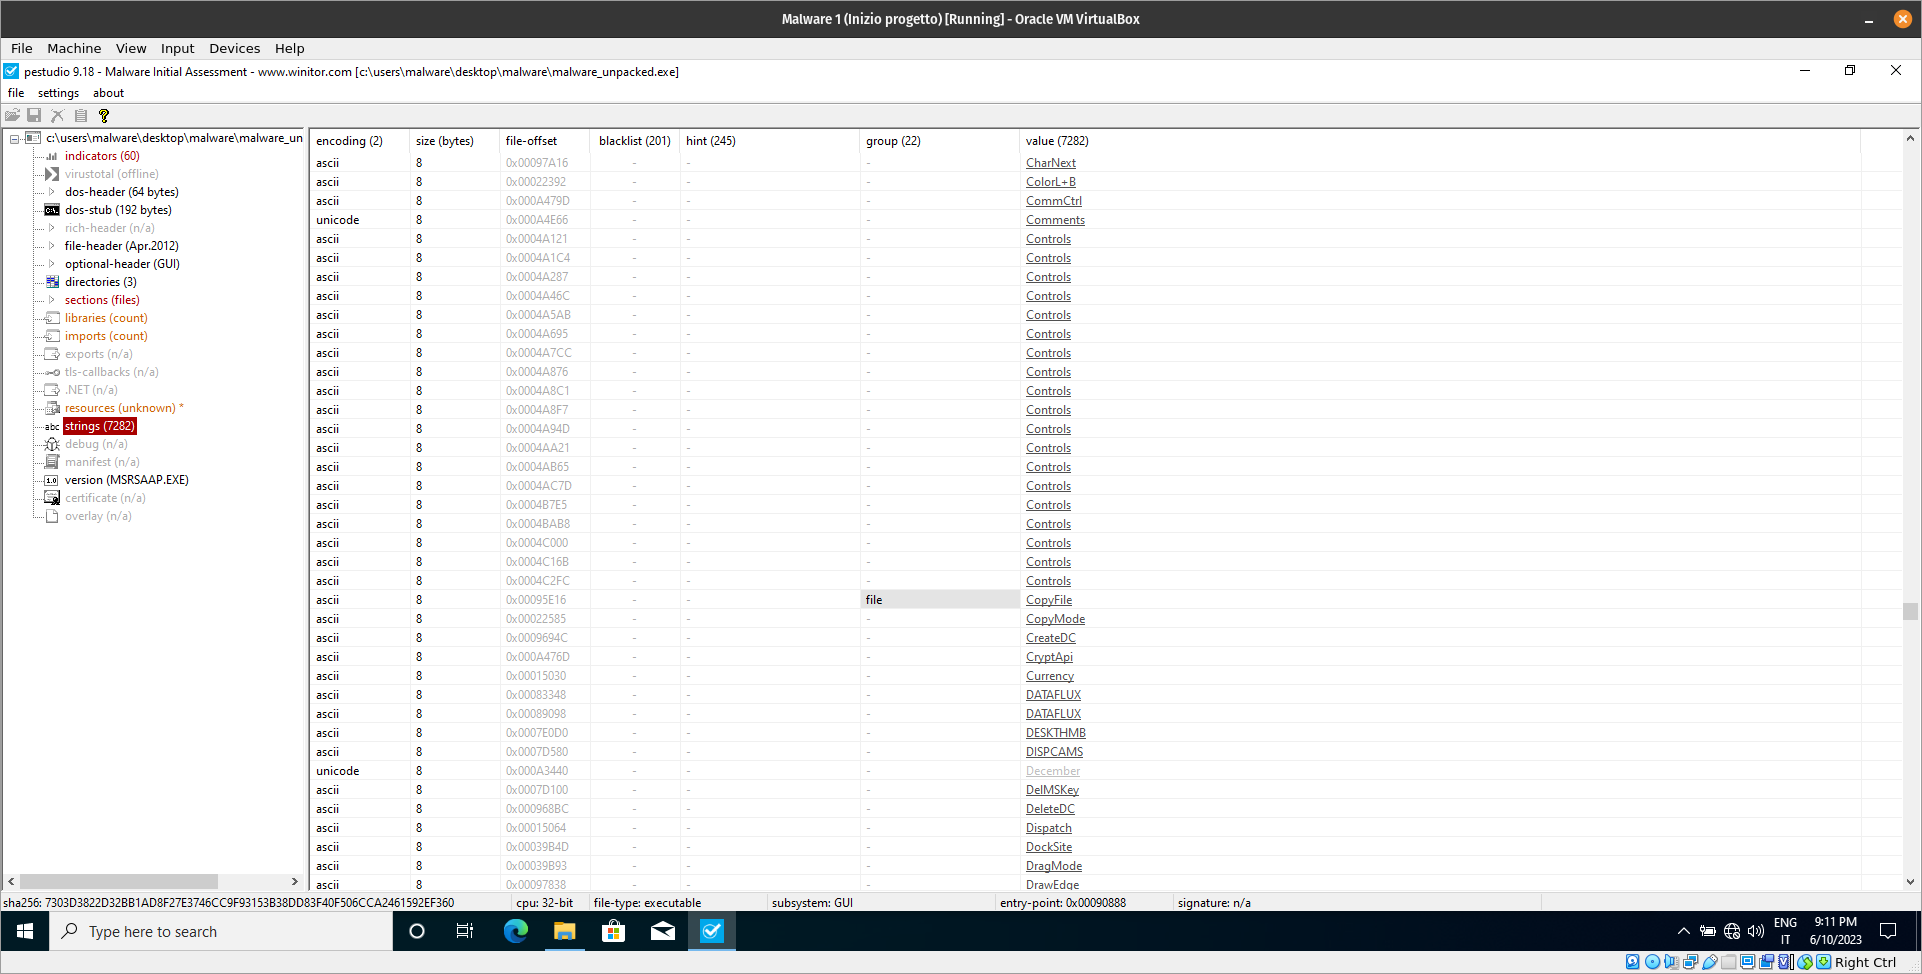 Malware 1 (Inizio progetto) [Running] - Oracle VM VirtualBox
File Machine View Input Devices Help
pestudio 9.18 - Malware Initial Assessment - www.winitor.com [c:\users\malware\desktop\malware\malware_unpacked.exe]
file settings about
c:\users\malware\desktop\malware\malware_un
indicators (60)
virustotal (offline)
dos-header (64 bytes)
dos-stub (192 bytes)
rich-header (n/a)
file-header (Apr.2012)
optional-header (GUI)
directories (3)
sections (files)
libraries (count)
imports (count)
exports (n/a)
tls-callbacks (n/a)
.NET (n/a)
resources (unknown) *
abc strings (7282)
debug (n/a)
manifest (n/a)
1.0 version (MSRSAAP.EXE)
certificate (n/a)
overlay (n/a)
encoding (2) size (bytes) file-offset blacklist (201) hint (245) group (22) value (7282)
ascii 8 0x00097A16 - - - CharNext
ascii 8 0x00022392 - - - ColorL+B
ascii 8 0x000A479D - - - CommCtrl
unicode 8 0x000A4E66 - - - Comments
ascii 8 0x0004A121 - - - Controls
ascii 8 0x0004A1C4 - - - Controls
ascii 8 0x0004A287 - - - Controls
ascii 8 0x0004A46C - - - Controls
ascii 8 0x0004A5AB - - - Controls
ascii 8 0x0004A695 - - - Controls
ascii 8 0x0004A7CC - - - Controls
ascii 8 0x0004A876 - - - Controls
ascii 8 0x0004A8C1 - - - Controls
ascii 8 0x0004A8F7 - - - Controls
ascii 8 0x0004A94D - - - Controls
ascii 8 0x0004AA21 - - - Controls
ascii 8 0x0004AB65 - - - Controls
ascii 8 0x0004AC7D - - - Controls
ascii 8 0x0004B7E5 - - - Controls
ascii 8 0x0004BAB8 - - - Controls
ascii 8 0x0004C000 - - - Controls
ascii 8 0x0004C16B - - - Controls
ascii 8 0x0004C2FC - - - Controls
ascii 8 0x00095E16 - - file CopyFile
ascii 8 0x00022585 - - - CopyMode
ascii 8 0x0009694C - - - CreateDC
ascii 8 0x000A476D - - - CryptApi
ascii 8 0x00015030 - - - Currency
ascii 8 0x00083348 - - - DATAFLUX
ascii 8 0x00089098 - - - DATAFLUX
ascii 8 0x0007E0D0 - - - DESKTHMB
ascii 8 0x0007D580 - - - DISPCAMS
unicode 8 0x000A3440 - - - December
ascii 8 0x0007D100 - - - DelMSKey
ascii 8 0x000968BC - - - DeleteDC
ascii 8 0x00015064 - - - Dispatch
ascii 8 0x00039B4D - - - DockSite
ascii 8 0x00039B93 - - - DragMode
ascii 8 0x00097838 - - - DrawEdge
sha256: 7303D3822D32BB1AD8F27E3746CC9F93153B38DD83F40F506CCA2461592EF360 cpu: 32-bit file-type: executable subsystem: GUI entry-point: 0x00090888 signature: n/a
Type here to search
ENG
IT
9:11 PM
6/10/2023
Right Ctrl